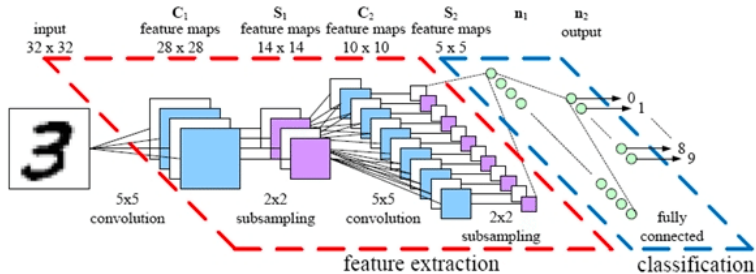 C1 S1 C2 S2 n1 n2
input feature maps feature maps feature maps feature maps output
32 x 32 28 x 28 14 x 14 10 x 10 5 x 5
0
1
8
9
5x5 2x2 5x5 2x2 fully
convolution subsampling convolution subsampling connected
feature extraction classification